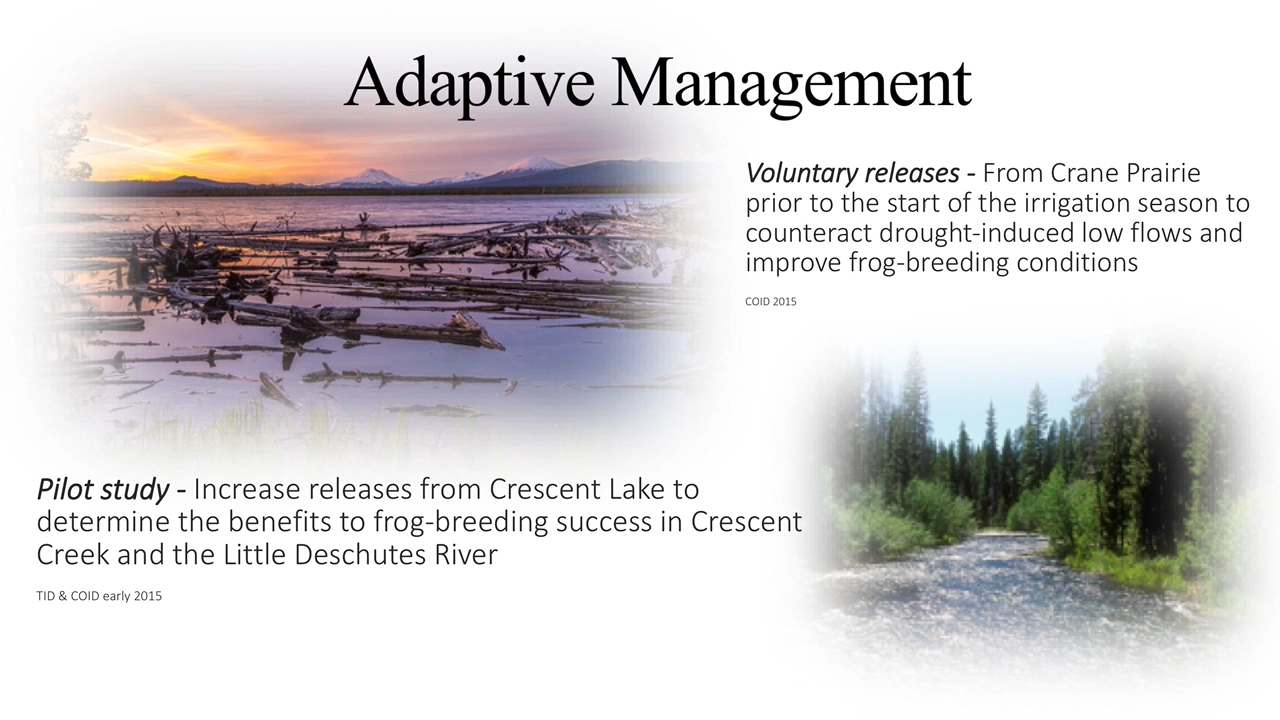 Adaptive Management
Voluntary releases - From Crane Prairie
prior to the start of the irrigation season to
counteract drought-induced low flows and
improve frog-breeding conditions
COID 2015
Pilot study - Increase releases from Crescent Lake to
determine the benefits to frog-breeding success in Crescent
Creek and the Little Deschutes River
TID & COID early 2015